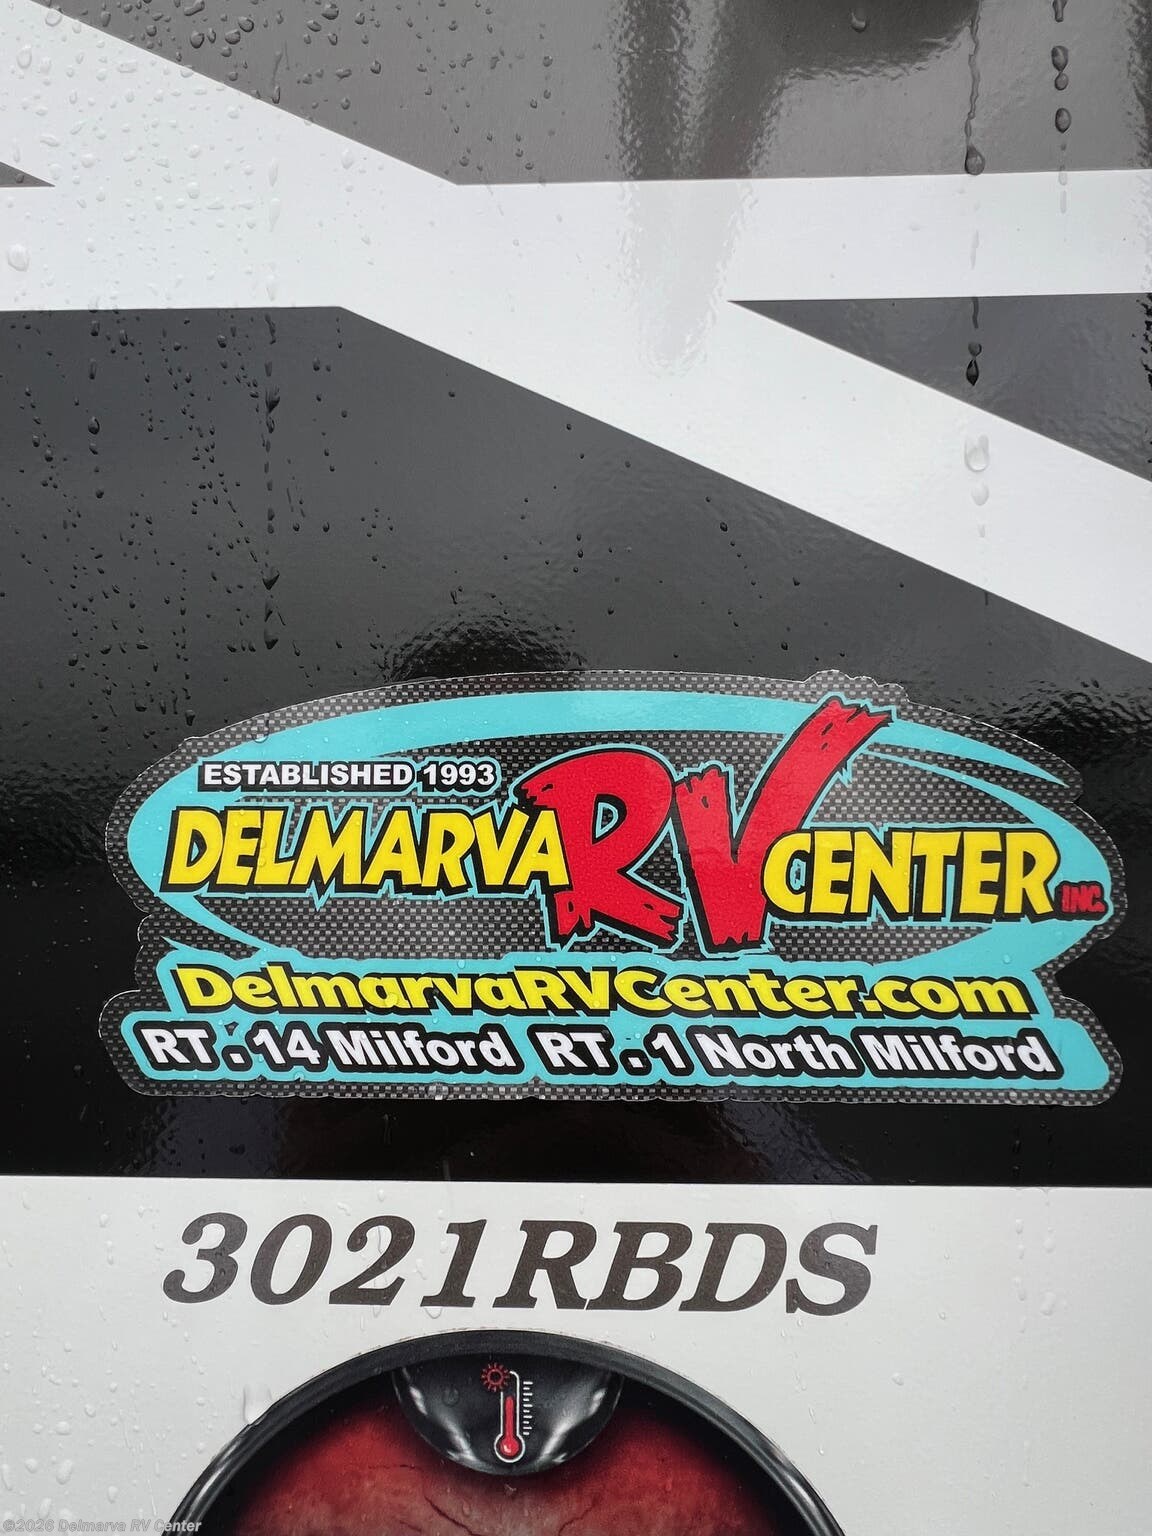 ESTABLISHED 1993
DELMARVA RV CENTER INC.
DelmarvaRVCenter.com
RT. 14 Milford RT. 1 North Milford
3021RBDS
©2026 Delmarva RV Center